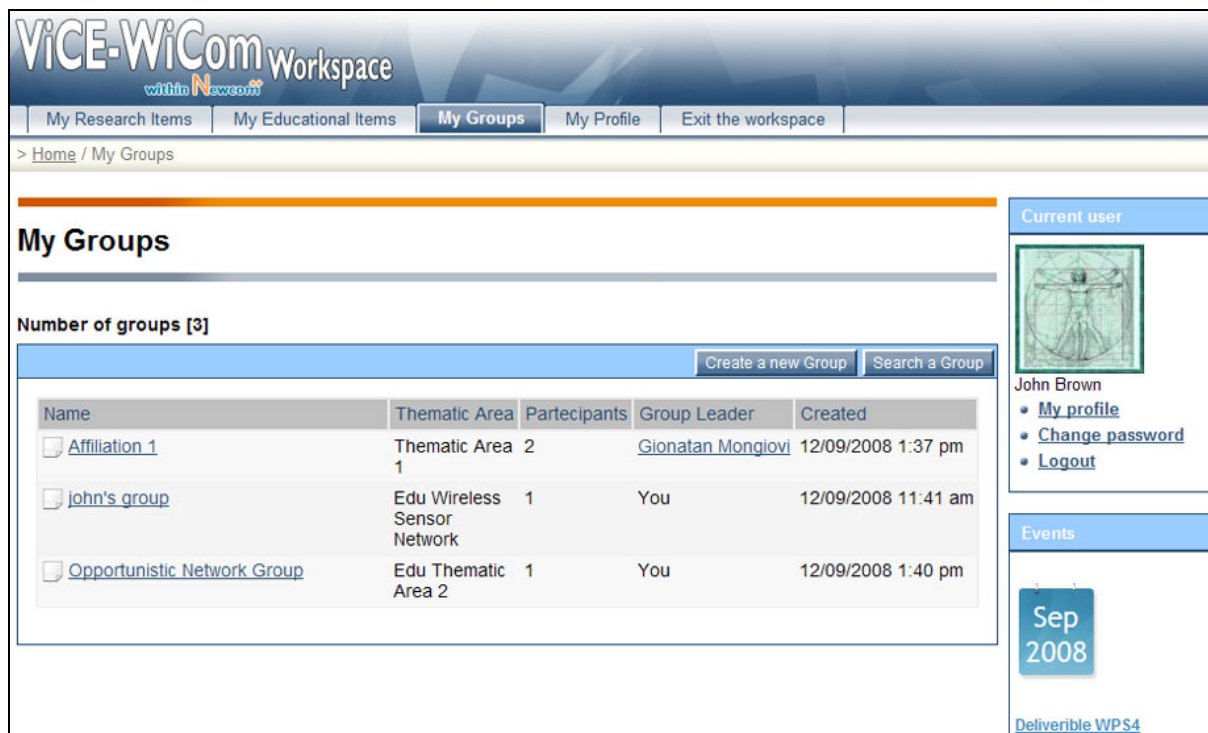 ViCE-WiCom Workspace
within Newcom++
My Research Items My Educational Items My Groups My Profile Exit the workspace
> Home / My Groups
My Groups
Number of groups [3]
Create a new Group Search a Group
Name Thematic Area Partecipants Group Leader Created
Affiliation 1 Thematic Area 1 2 Gionatan Mongiovi 12/09/2008 1:37 pm
john's group Edu Wireless Sensor Network 1 You 12/09/2008 11:41 am
Opportunistic Network Group Edu Thematic Area 2 1 You 12/09/2008 1:40 pm
Current user
John Brown
My profile
Change password
Logout
Events
Sep
2008
Deliverible WPS4